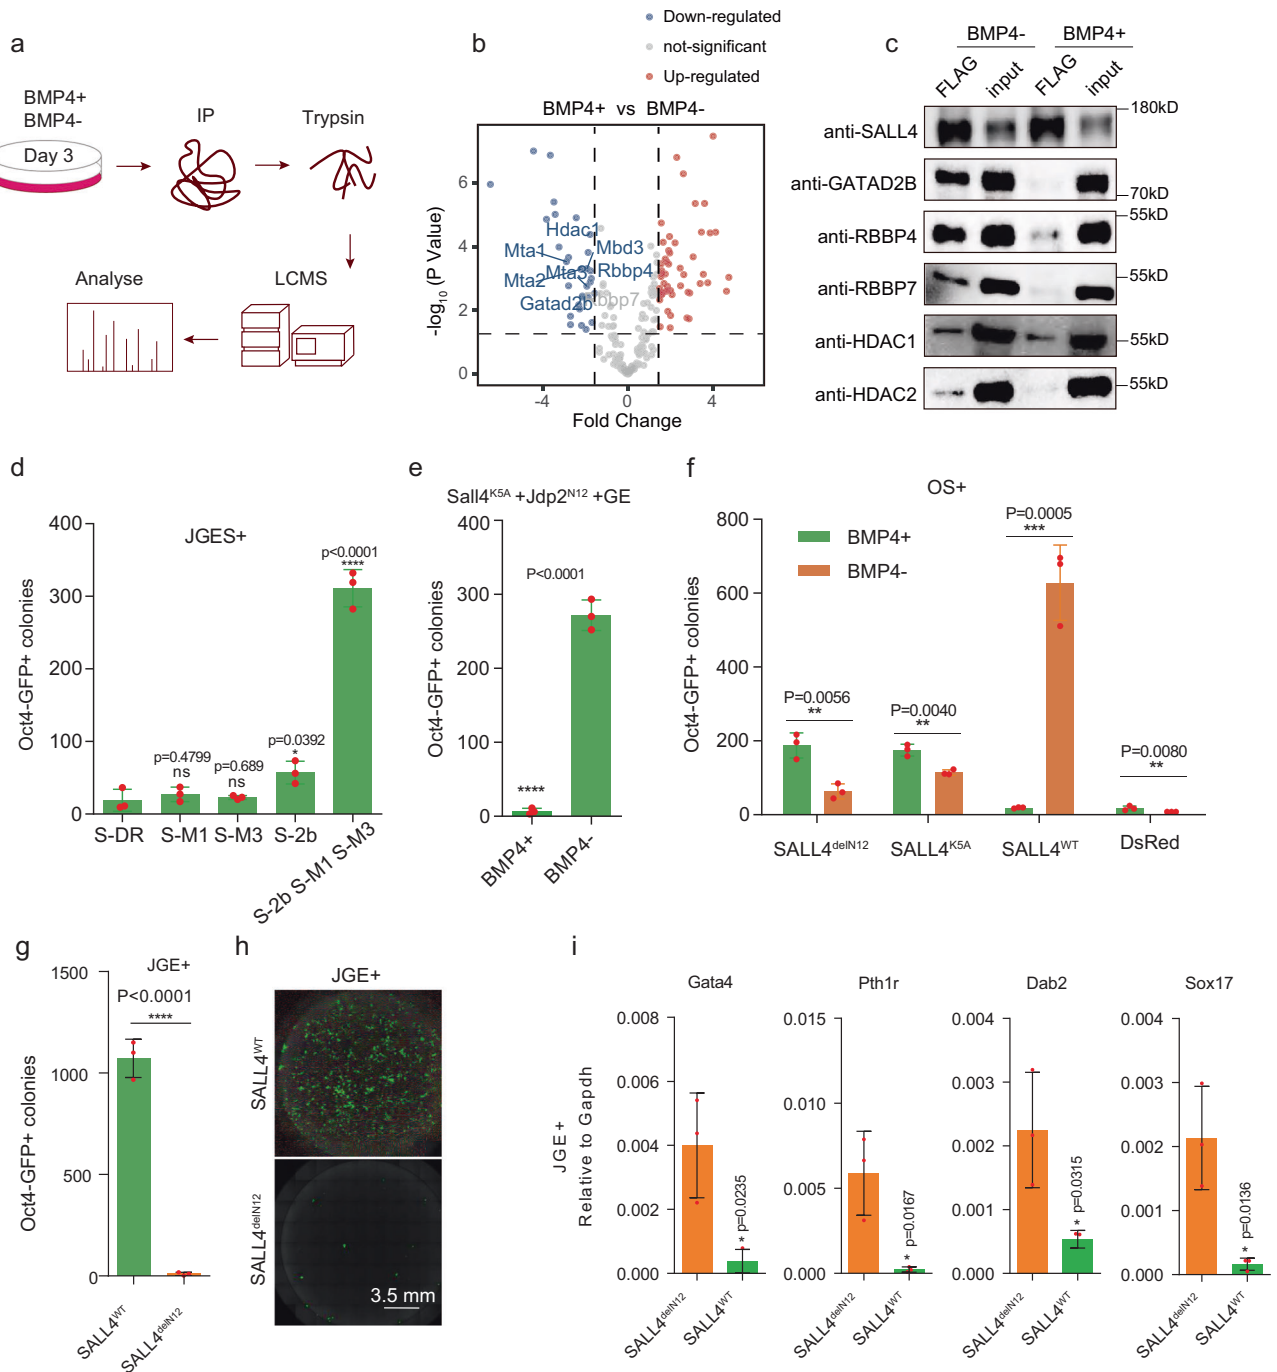 a
BMP4+
BMP4-
Day 3
IP
Trypsin
Analyse
LCMS
b
Down-regulated
not-significant
Up-regulated
BMP4+ vs BMP4-
-log10 (P Value)
6
4
2
0
Hdac1
Mta1
Mbd3
Mta3
Rbbp4
Mta2
Gatad2b
Rbbp7
-4
0
4
Fold Change
c
BMP4-
BMP4+
FLAG
input
FLAG
input
anti-SALL4
180kD
anti-GATAD2B
70kD
anti-RBBP4
55kD
anti-RBBP7
55kD
anti-HDAC1
55kD
anti-HDAC2
55kD
d
JGES+
Oct4-GFP+ colonies
400
300
200
100
0
p=0.4799
ns
p=0.689
ns
p=0.0392
*
p<0.0001
****
S-DR
S-M1
S-M3
S-2b
S-2b S-M1 S-M3
e
Sall4K5A +Jdp2N12 +GE
Oct4-GFP+ colonies
400
300
200
100
0
P<0.0001
****
BMP4+
BMP4-
f
OS+
BMP4+
BMP4-
Oct4-GFP+ colonies
800
600
400
200
0
P=0.0056
**
P=0.0040
**
P=0.0005
***
P=0.0080
**
SALL4delN12
SALL4K5A
SALL4WT
DsRed
g
JGE+
P<0.0001
****
Oct4-GFP+ colonies
1500
1000
500
0
SALL4WT
SALL4delN12
h
JGE+
SALL4WT
SALL4delN12
3.5 mm
i
JGE+
Relative to Gapdh
Gata4
0.008
0.006
0.004
0.002
0.000
* p=0.0235
SALL4delN12
SALL4WT
Pth1r
0.015
0.010
0.005
0.000
* p=0.0167
SALL4delN12
SALL4WT
Dab2
0.004
0.003
0.002
0.001
0.000
* p=0.0315
SALL4delN12
SALL4WT
Sox17
0.004
0.003
0.002
0.001
0.000
* p=0.0136
SALL4delN12
SALL4WT